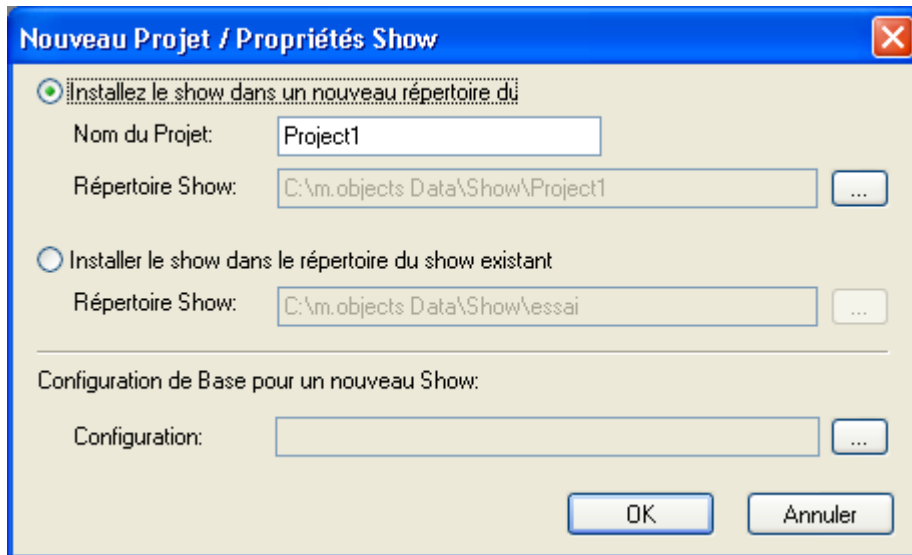 Nouveau Projet / Propriétés Show
Installez le show dans un nouveau répertoire du
Nom du Projet: Project1
Répertoire Show: C:\m.objects Data\Show\Project1 ...
Installer le show dans le répertoire du show existant
Répertoire Show: C:\m.objects Data\Show\essai ...
Configuration de Base pour un nouveau Show:
Configuration: ...
OK Annuler